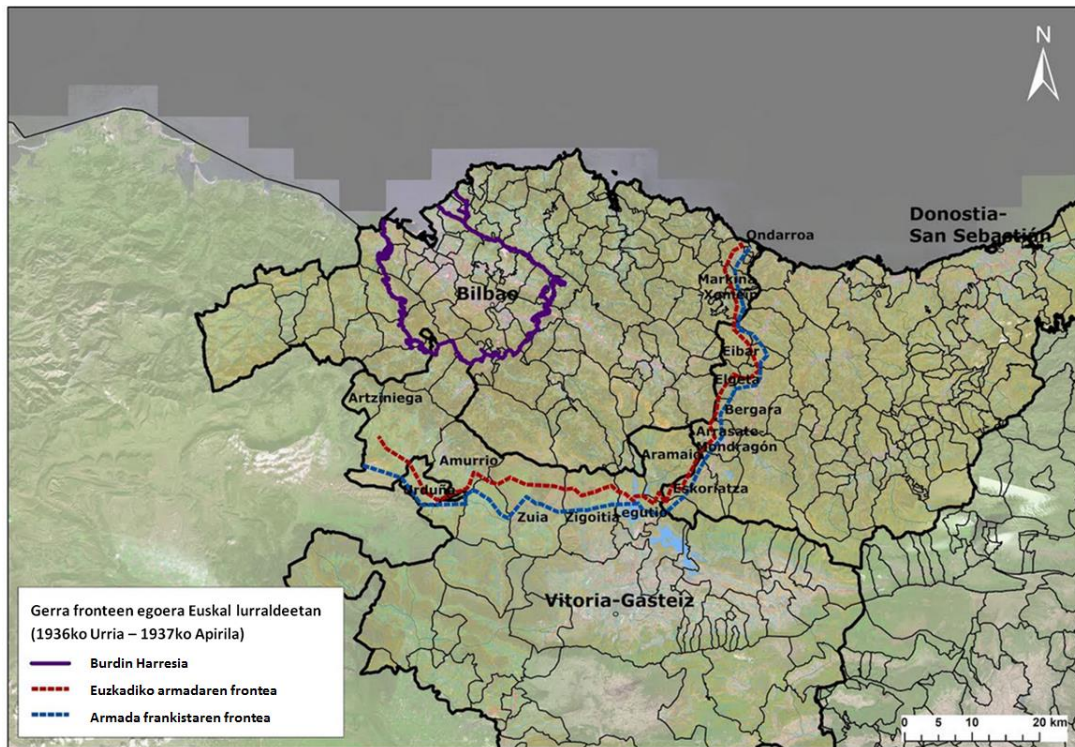 N
Ondarroa
Donostia-
San Sebastián
Markina
-Xemein
Bilbao
Eibar
Elgeta
Artziniega
Bergara
Arrasate-
Mondragón
Amurrio
Aramaio
Urduña
Eskoriatza
Zuia
Zigoitia
Legutio
Vitoria-Gasteiz
Gerra fronteen egoera Euskal lurraldeetan
(1936ko Urria – 1937ko Apirila)
Burdin Harresia
Euzkadiko armadaren frontea
Armada frankistaren frontea
0 5 10 20 km